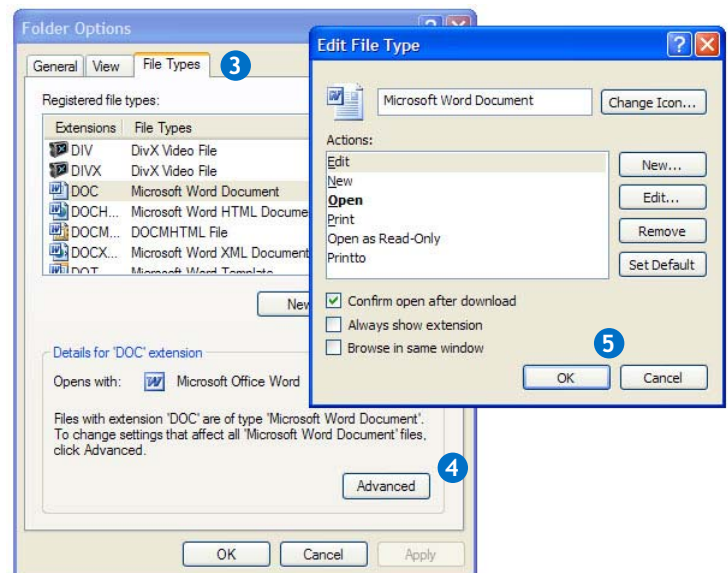 Folder Options
General View File Types 3
Registered file types:
Extensions File Types
DIV DivX Video File
DIVX DivX Video File
DOC Microsoft Word Document
DOCH... Microsoft Word HTML Docume
DOCM... DOCMHTML File
DOCX... Microsoft Word XML Document
DOT Microsoft Word Template
New
Details for 'DOC' extension
Opens with: Microsoft Office Word
Files with extension 'DOC' are of type 'Microsoft Word Document'.
To change settings that affect all 'Microsoft Word Document' files,
click Advanced.
4
Advanced
OK Cancel Apply
Edit File Type
Microsoft Word Document Change Icon...
Actions:
Edit
New
Open
Print
Open as Read-Only
Printto
New...
Edit...
Remove
Set Default
Confirm open after download
Always show extension
Browse in same window
5
OK Cancel